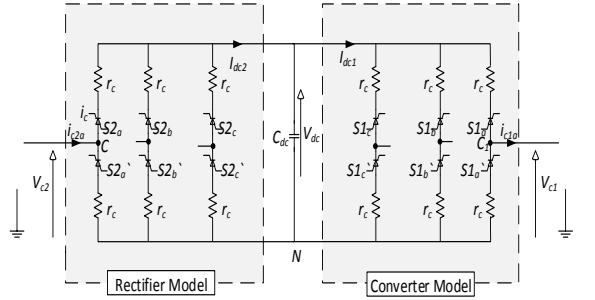 I_dc2
I_dc1
r_c r_c r_c r_c r_c r_c
i_c
i_c2a S2_a S2_b S2_c C_dc V_dc S1_c S1_b S1_a i_c1a
C C_1
S2_a` S2_b` S2_c` S1_c` S1_b` S1_a`
V_c2 V_c1
r_c r_c r_c r_c r_c r_c
N
Rectifier Model Converter Model